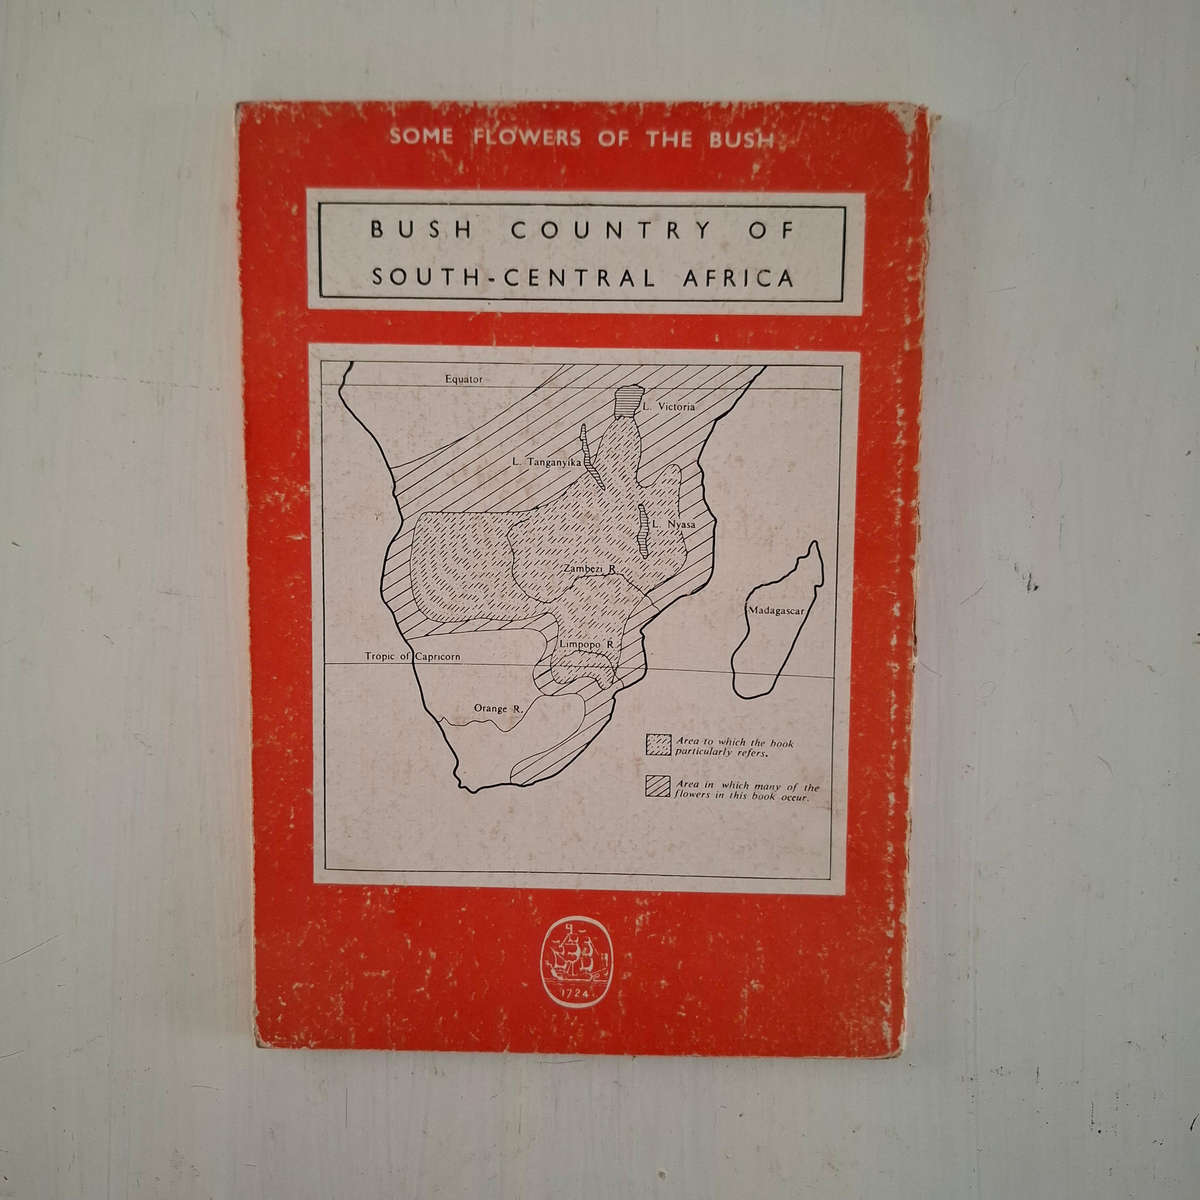 SOME FLOWERS OF THE BUSH
BUSH COUNTRY OF
SOUTH-CENTRAL AFRICA
Equator
L. Victoria
L. Tanganyika
L. Nyasa
Zambezi R.
Madagascar
Limpopo R.
Tropic of Capricorn
Orange R.
Area to which the book
particularly refers.
Area in which many of the
flowers in this book occur.
1724